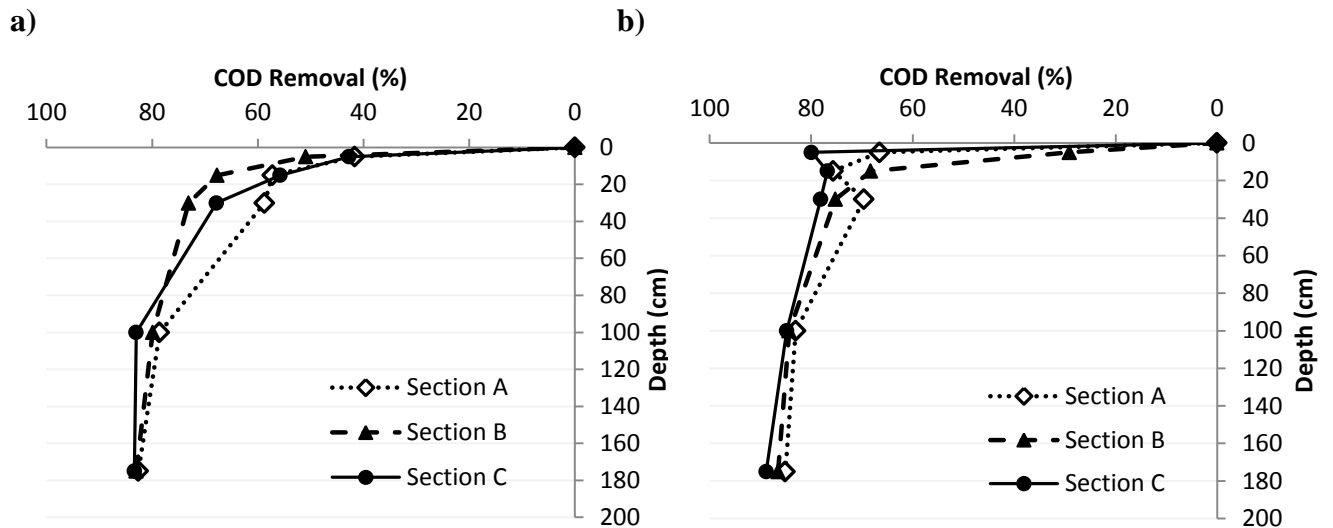 a)
COD Removal (%)
100 80 60 40 20 0
0
20
40
60
80
100
120
140
160
180
200
Depth (cm)
Section A
Section B
Section C
b)
COD Removal (%)
100 80 60 40 20 0
0
20
40
60
80
100
120
140
160
180
200
Depth (cm)
Section A
Section B
Section C